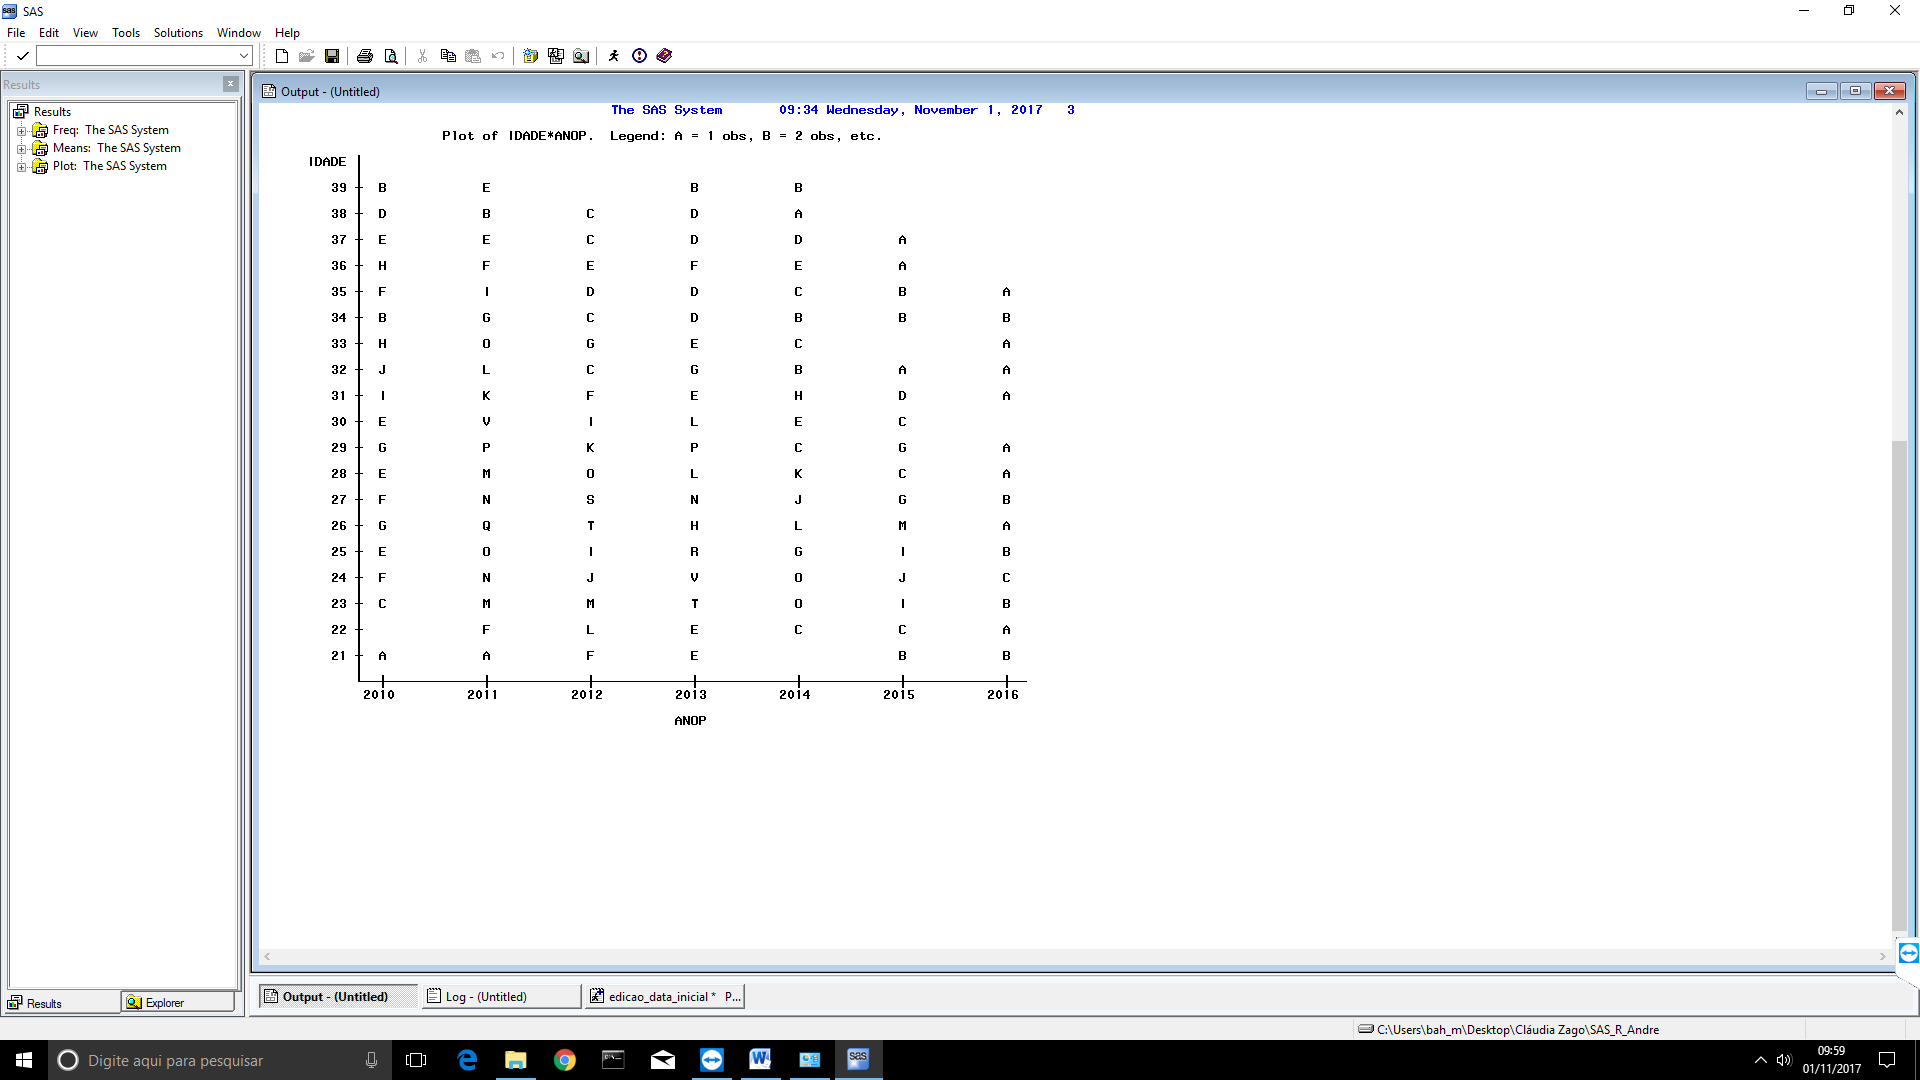 SAS
File Edit View Tools Solutions Window Help
Results
Results
Freq: The SAS System
Means: The SAS System
Plot: The SAS System
Results Explorer
Output - (Untitled)
The SAS System 09:34 Wednesday, November 1, 2017 3
Plot of IDADE*ANOP. Legend: A = 1 obs, B = 2 obs, etc.
IDADE
39 B E B B
38 D B C D A
37 E E C D D A
36 H F E F E A
35 F I D D C B A
34 B G C D B B B
33 H O G E C A
32 J L C G B A A
31 I K F E H D A
30 E V I L E C
29 G P K P C G A
28 E M O L K C A
27 F N S N J G B
26 G Q T H L M A
25 E O I R G I B
24 F N J V O J C
23 C M M T O I B
22 F L E C C A
21 A A F E B B
2010 2011 2012 2013 2014 2015 2016
ANOP
Output - (Untitled) Log - (Untitled) edicao_data_inicial * P...
C:\Users\bah_m\Desktop\Cláudia Zago\SAS_R_Andre
Digite aqui para pesquisar
sas
09:59
01/11/2017